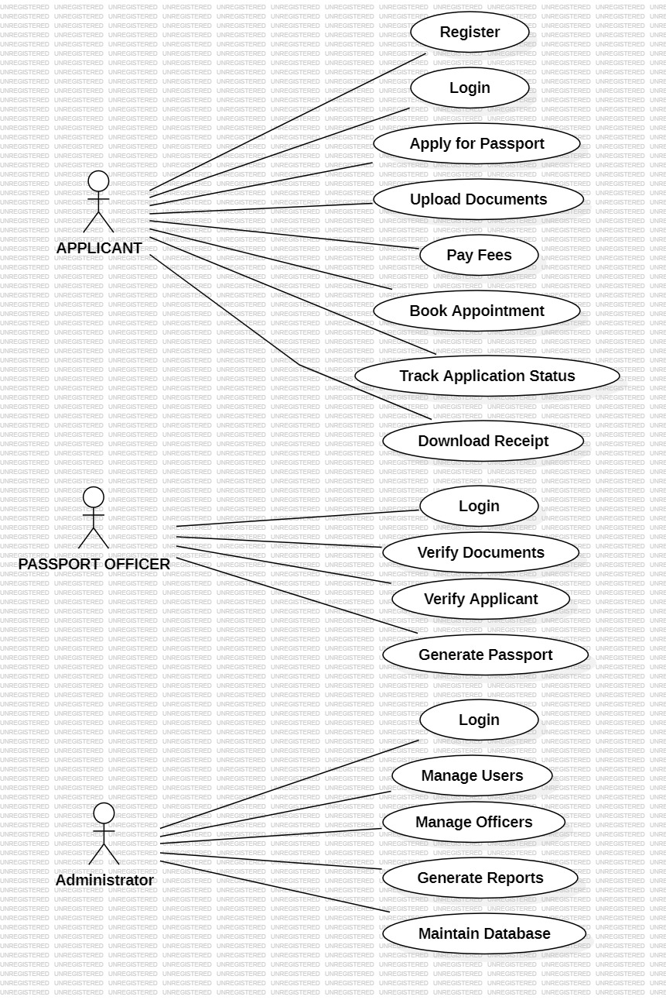 Register
Login
Apply for Passport
Upload Documents
Pay Fees
APPLICANT
Book Appointment
Track Application Status
Download Receipt
Login
Verify Documents
PASSPORT OFFICER
Verify Applicant
Generate Passport
Login
Manage Users
Manage Officers
Generate Reports
Administrator
Maintain Database
UNREGISTERED